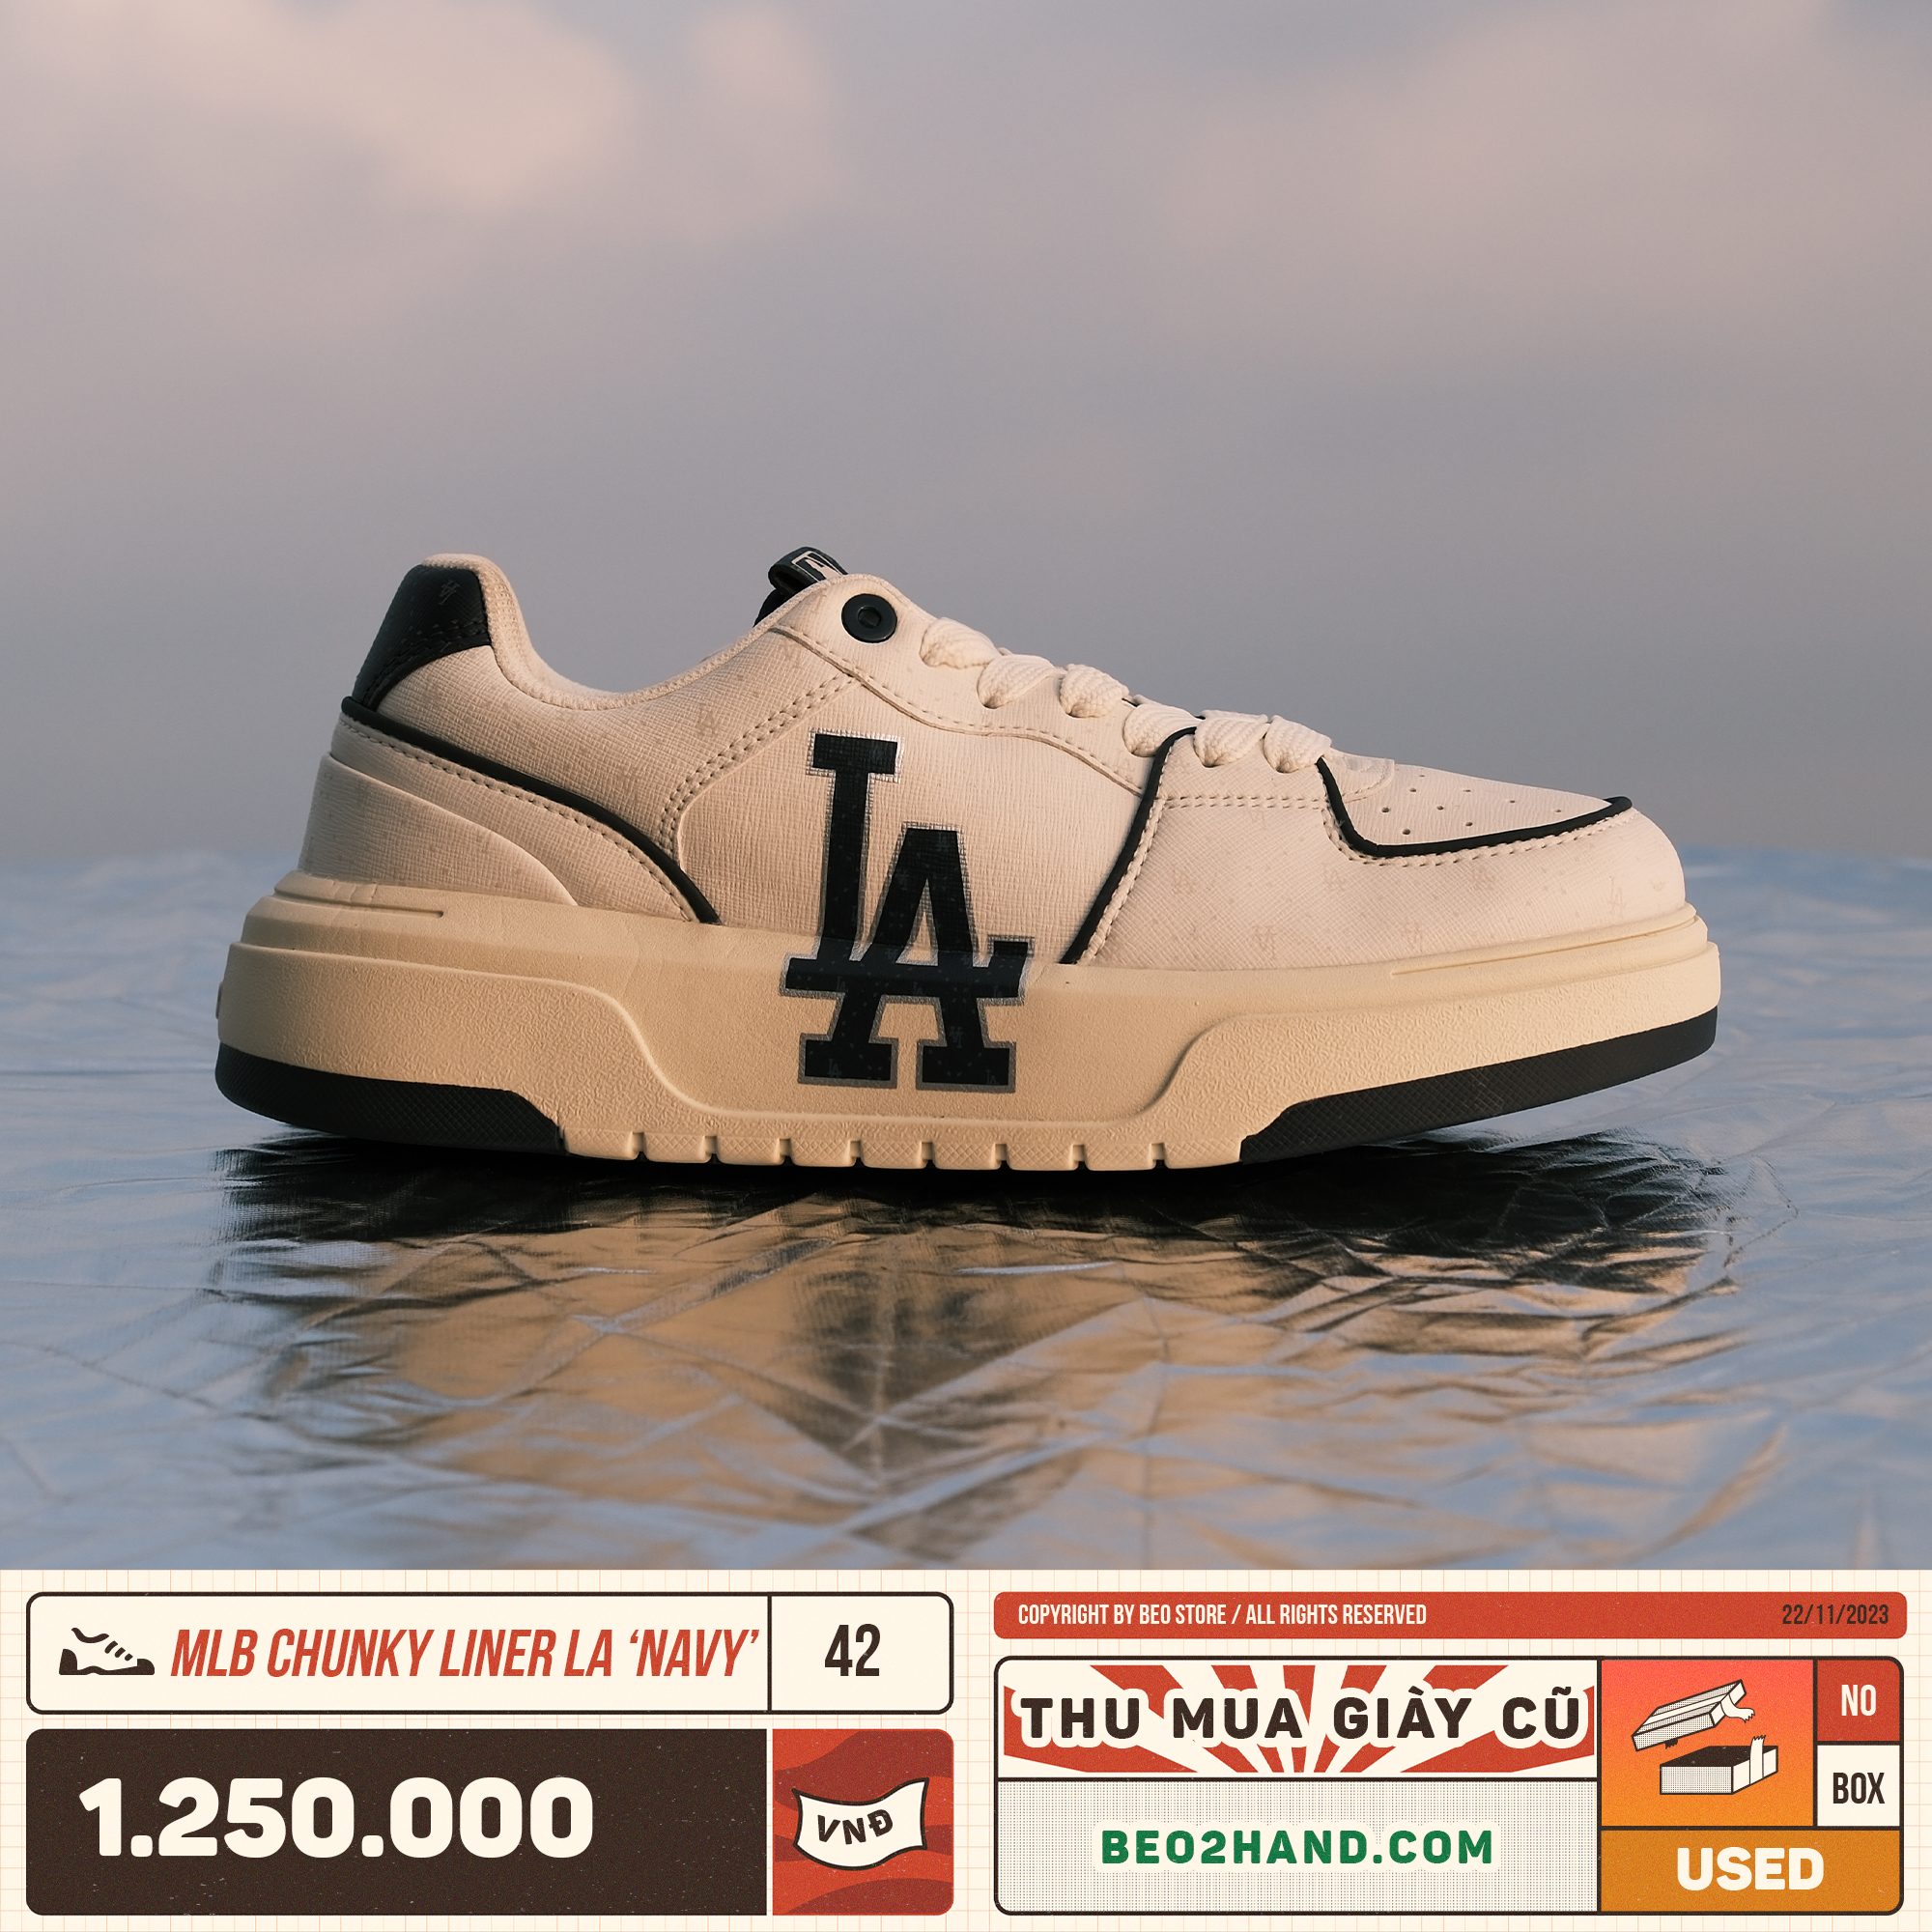 LA
MLB CHUNKY LINER LA ‘NAVY’
42
1.250.000
VNĐ
COPYRIGHT BY BEO STORE / ALL RIGHTS RESERVED
22/11/2023
THU MUA GIÀY CŨ
BEO2HAND.COM
NO
BOX
USED